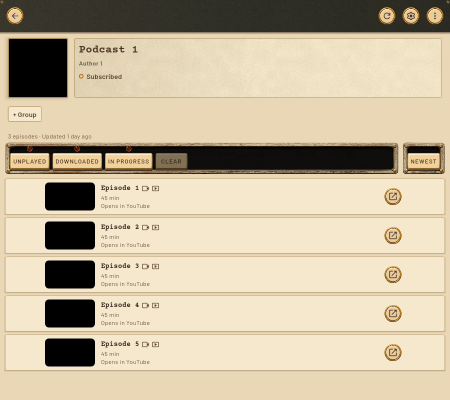 Podcast 1
Author 1
Subscribed
+ Group
3 episodes · Updated 1 day ago
UNPLAYED DOWNLOADED IN PROGRESS CLEAR NEWEST
Episode 1
45 min
Opens in YouTube
Episode 2
45 min
Opens in YouTube
Episode 3
45 min
Opens in YouTube
Episode 4
45 min
Opens in YouTube
Episode 5
45 min
Opens in YouTube